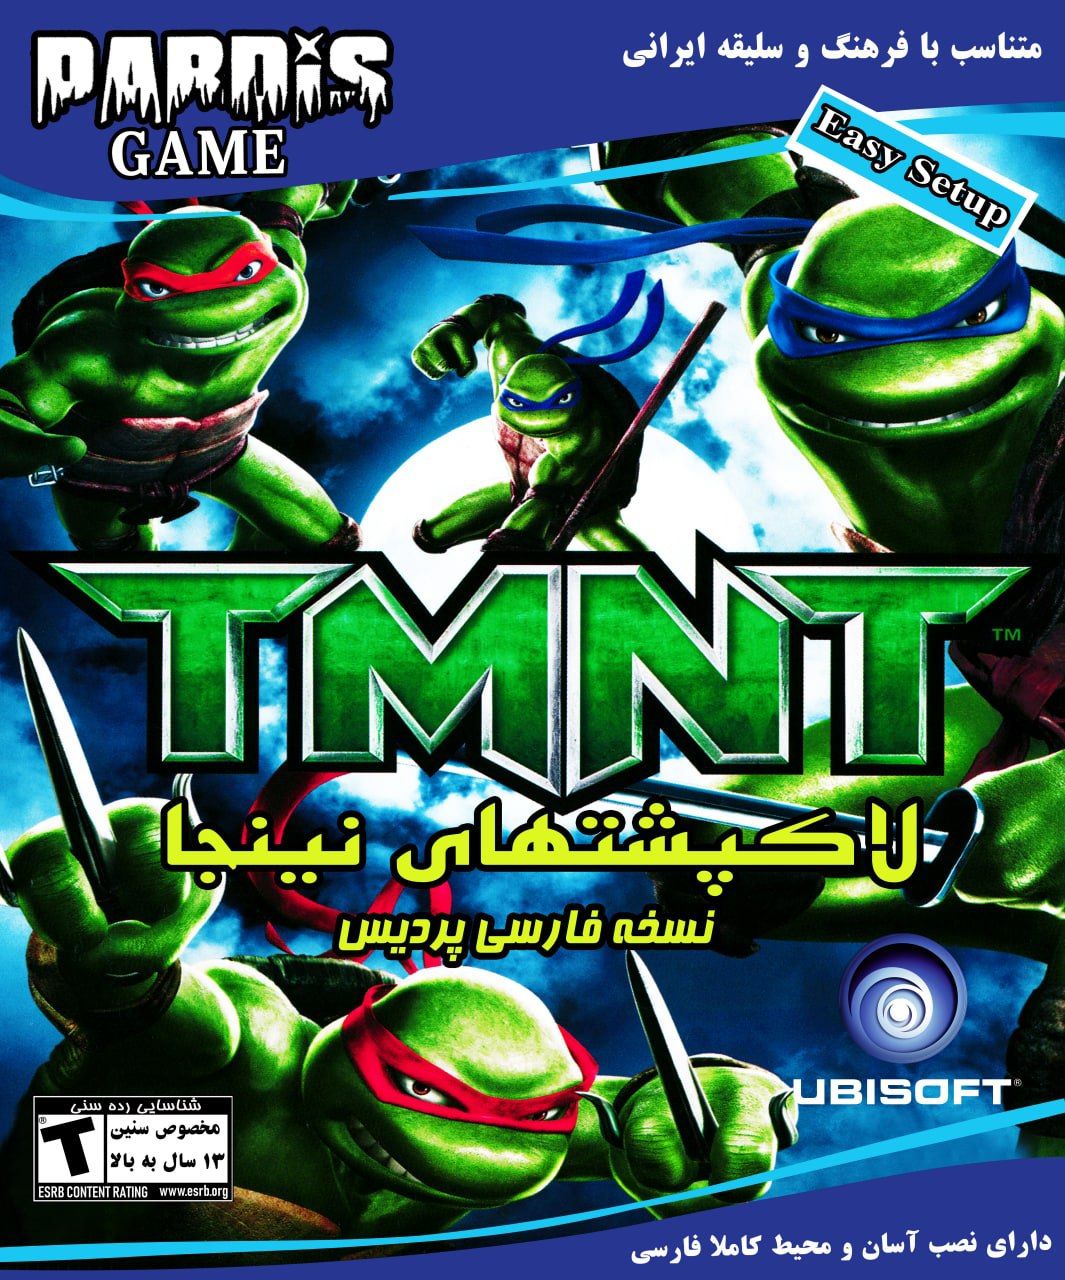 PARDIS
GAME
متناسب با فرهنگ و سلیقه ایرانی
Easy Setup
TMNT™
لاکپشتهای نینجا
نسخه فارسی پردیس
UBISOFT®
شناسایی رده سنی
T®
مخصوص سنین
۱۳ سال به بالا
ESRB CONTENT RATING www.esrb.org
دارای نصب آسان و محیط کاملا فارسی